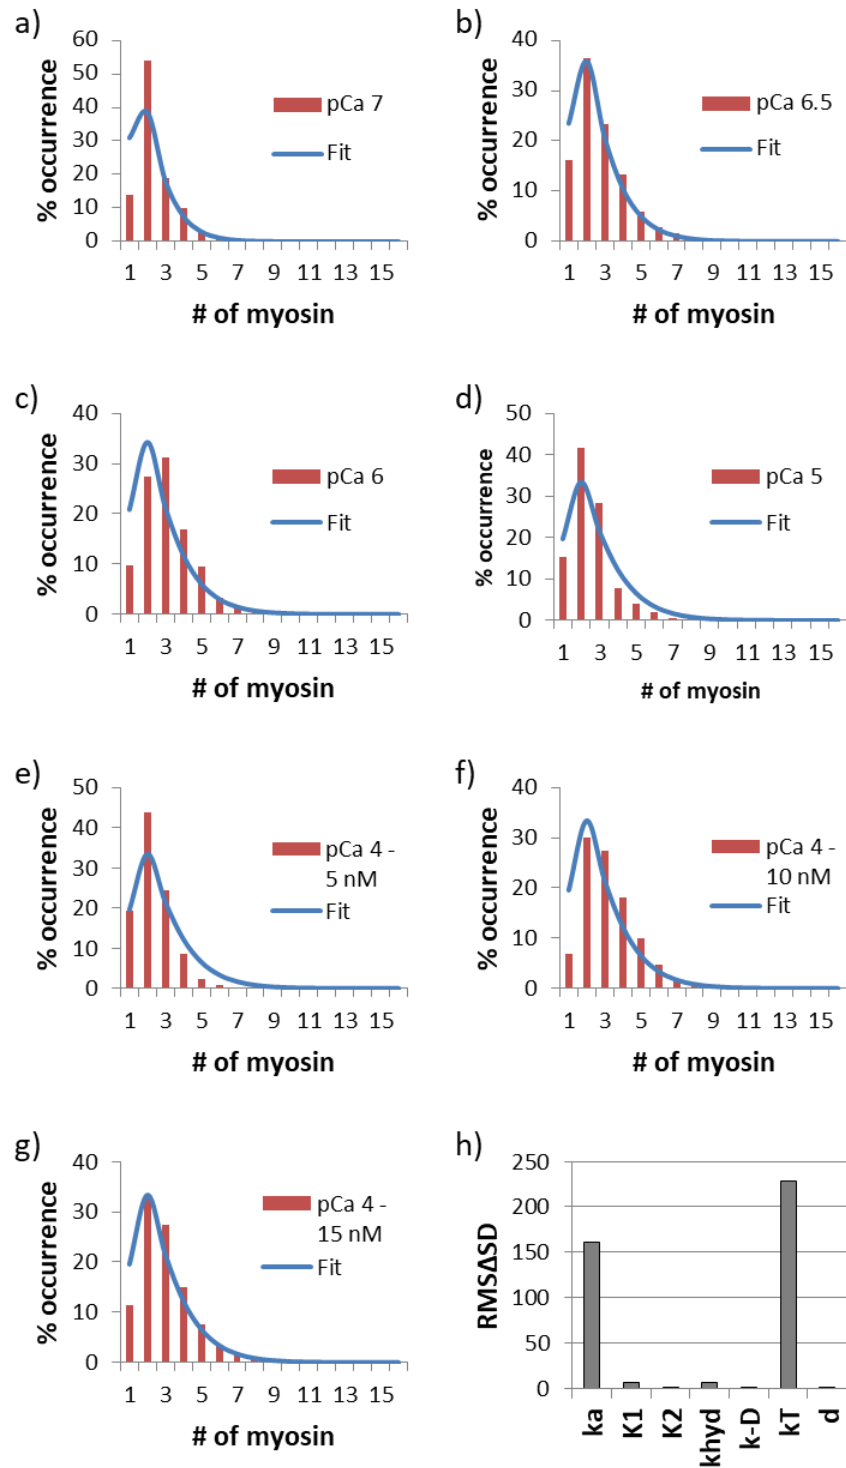 a)
60
50
40
30
20
10
0
% occurrence
pCa 7
Fit
1 3 5 7 9 11 13 15
# of myosin
b)
40
30
20
10
0
% occurrence
pCa 6.5
Fit
1 3 5 7 9 11 13 15
# of myosin
c)
40
30
20
10
0
% occurrence
pCa 6
Fit
1 3 5 7 9 11 13 15
# of myosin
d)
50
40
30
20
10
0
% occurrence
pCa 5
Fit
1 3 5 7 9 11 13 15
# of myosin
e)
50
40
30
20
10
0
% occurrence
pCa 4 -
5 nM
Fit
1 3 5 7 9 11 13 15
# of myosin
f)
40
30
20
10
0
% occurrence
pCa 4 -
10 nM
Fit
1 3 5 7 9 11 13 15
# of myosin
g)
40
30
20
10
0
% occurrence
pCa 4 -
15 nM
Fit
1 3 5 7 9 11 13 15
# of myosin
h)
250
200
150
100
50
0
RMSΔSD
ka K1 K2 khyd k-D kT d